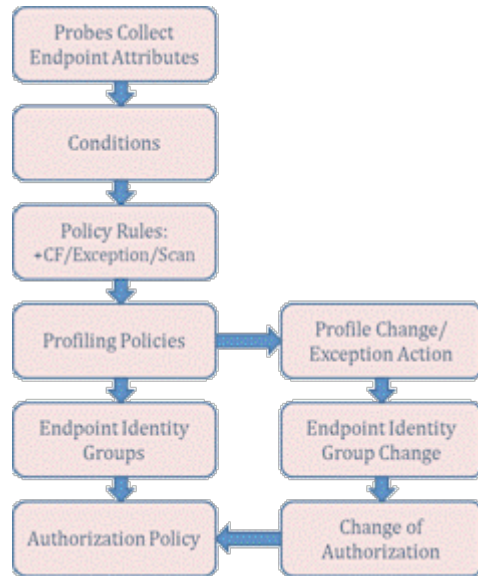 Probes Collect
Endpoint Attributes
Conditions
Policy Rules:
+CF/Exception/Scan
Profiling Policies
Profile Change/
Exception Action
Endpoint Identity
Groups
Endpoint Identity
Group Change
Authorization Policy
Change of
Authorization